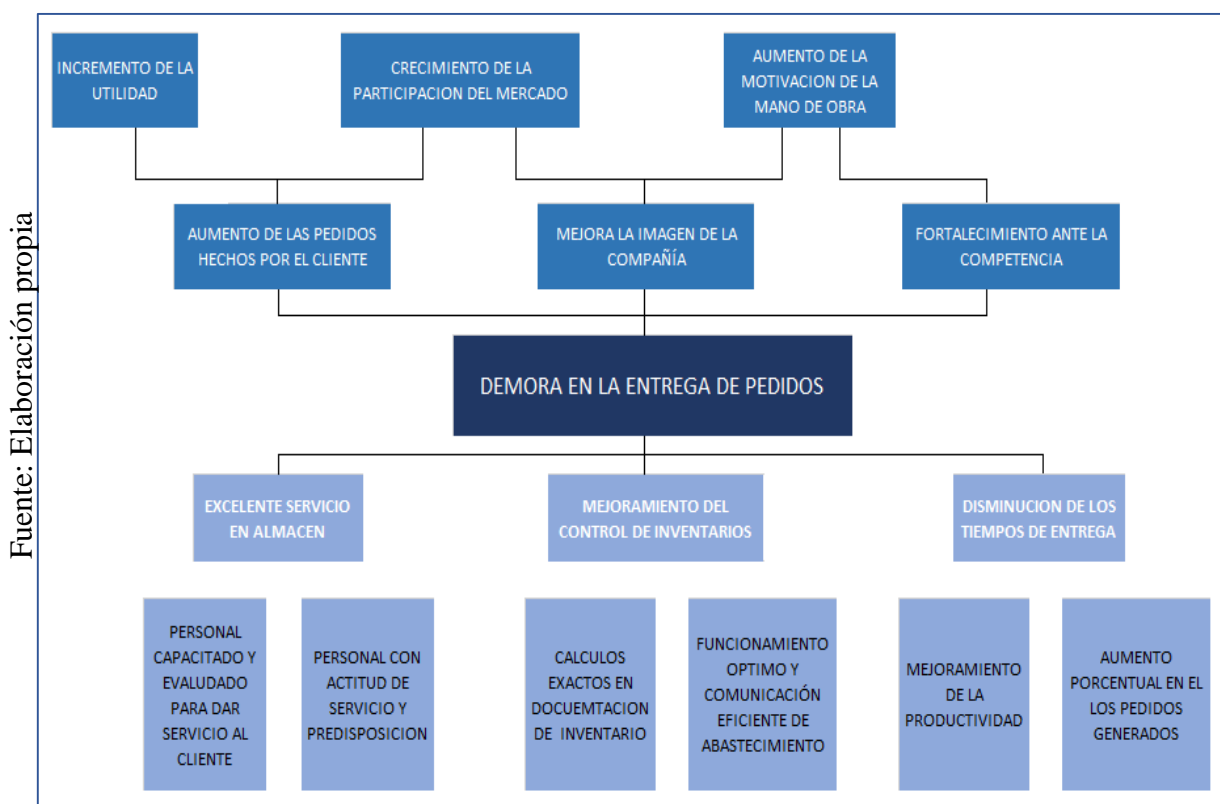 Fuente: Elaboración propia
INCREMENTO DE LA
UTILIDAD
CRECIMIENTO DE LA
PARTICIPACION DEL MERCADO
AUMENTO DE LA
MOTIVACION DE LA
MANO DE OBRA
AUMENTO DE LAS PEDIDOS
HECHOS POR EL CLIENTE
MEJORA LA IMAGEN DE LA
COMPAÑÍA
FORTALECIMIENTO ANTE LA
COMPETENCIA
DEMORA EN LA ENTREGA DE PEDIDOS
EXCELENTE SERVICIO
EN ALMACEN
MEJORAMIENTO DEL
CONTROL DE INVENTARIOS
DISMINUCION DE LOS
TIEMPOS DE ENTREGA
PERSONAL
CAPACITADO Y
EVALUDADO
PARA DAR
SERVICIO AL
CLIENTE
PERSONAL CON
ACTITUD DE
SERVICIO Y
PREDISPOSICION
CALCULOS
EXACTOS EN
DOCUEMTACION
DE INVENTARIO
FUNCIONAMIENTO
OPTIMO Y
COMUNICACIÓN
EFICIENTE DE
ABASTECIMIENTO
MEJORAMIENTO
DE LA
PRODUCTIVIDAD
AUMENTO
PORCENTUAL EN EL
LOS PEDIDOS
GENERADOS